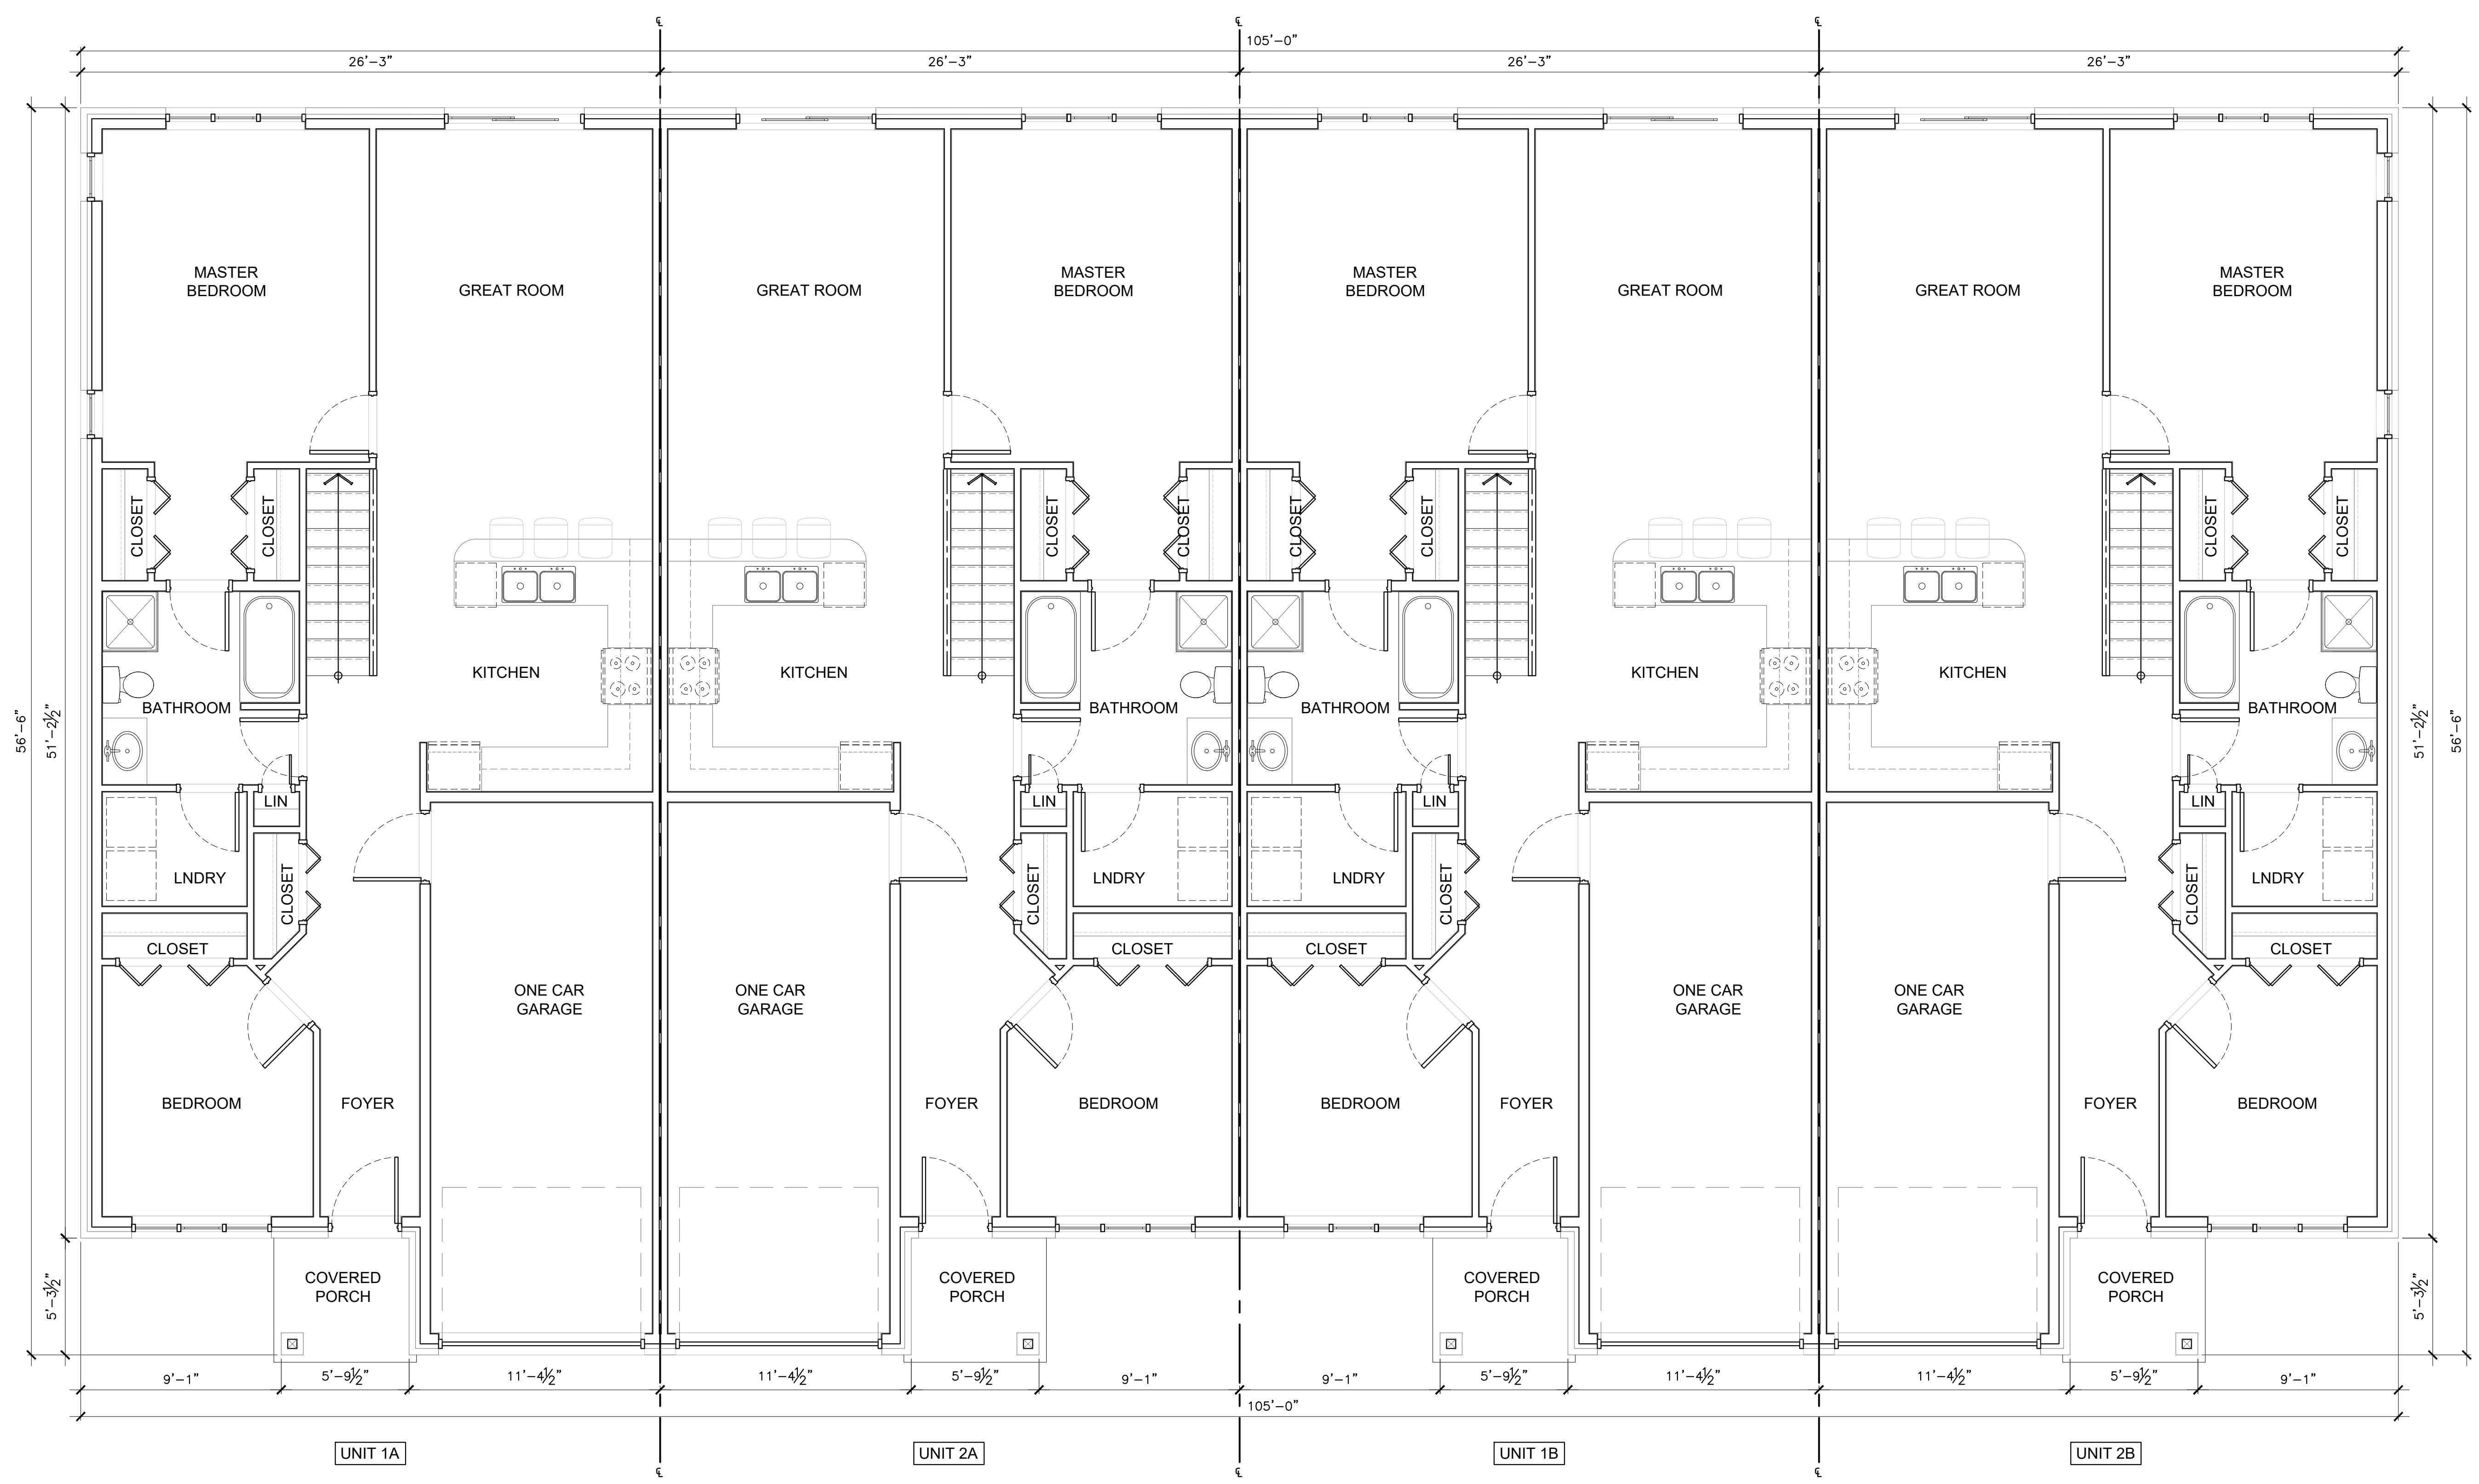 ℄ ℄ ℄
105'-0"
26'-3" 26'-3" 26'-3" 26'-3"
MASTER BEDROOM
GREAT ROOM
GREAT ROOM
MASTER BEDROOM
MASTER BEDROOM
GREAT ROOM
GREAT ROOM
MASTER BEDROOM
CLOSET CLOSET CLOSET CLOSET CLOSET CLOSET CLOSET CLOSET
KITCHEN KITCHEN KITCHEN KITCHEN
BATHROOM BATHROOM BATHROOM BATHROOM
56'-6" 51'-2½" 51'-2½" 56'-6"
LIN LIN LIN LIN
LNDRY CLOSET CLOSET LNDRY LNDRY CLOSET CLOSET LNDRY
CLOSET CLOSET CLOSET CLOSET
ONE CAR GARAGE
ONE CAR GARAGE
ONE CAR GARAGE
ONE CAR GARAGE
BEDROOM FOYER FOYER BEDROOM BEDROOM FOYER FOYER BEDROOM
COVERED PORCH
COVERED PORCH
COVERED PORCH
COVERED PORCH
5'-3½" 5'-3½"
9'-1" 5'-9½" 11'-4½" 11'-4½" 5'-9½" 9'-1" 9'-1" 5'-9½" 11'-4½" 11'-4½" 5'-9½" 9'-1"
105'-0"
UNIT 1A UNIT 2A UNIT 1B UNIT 2B
℄ ℄ ℄